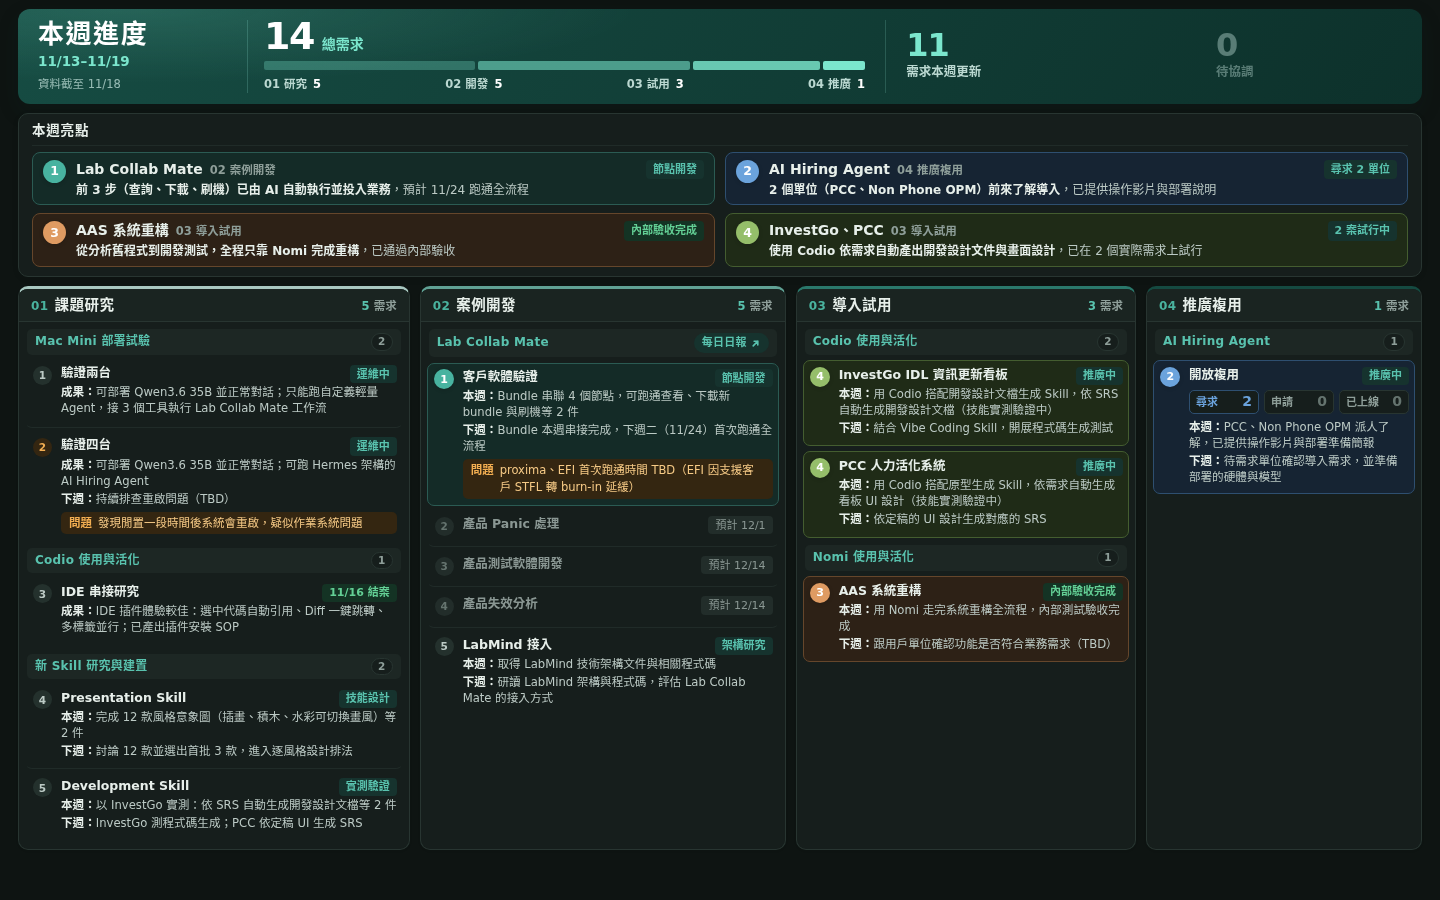 本週進度
11/13–11/19
資料截至 11/18
14 總需求
01 研究 5
02 開發 5
03 試用 3
04 推廣 1
11
需求本週更新
0
待協調
本週亮點
1 Lab Collab Mate 02 案例開發 節點開發
前 3 步（查詢、下載、刷機）已由 AI 自動執行並投入業務，預計 11/24 跑通全流程
2 AI Hiring Agent 04 推廣複用 尋求 2 單位
2 個單位（PCC、Non Phone OPM）前來了解導入，已提供操作影片與部署說明
3 AAS 系統重構 03 導入試用 內部驗收完成
從分析舊程式到開發測試，全程只靠 Nomi 完成重構，已通過內部驗收
4 InvestGo、PCC 03 導入試用 2 案試行中
使用 Codio 依需求自動產出開發設計文件與畫面設計，已在 2 個實際需求上試行
01 課題研究 5 需求
Mac Mini 部署試驗 2
1 驗證兩台 運維中
成果：可部署 Qwen3.6 35B 並正常對話；只能跑自定義輕量
Agent，接 3 個工具執行 Lab Collab Mate 工作流
2 驗證四台 運維中
成果：可部署 Qwen3.6 35B 並正常對話；可跑 Hermes 架構的
AI Hiring Agent
下週：持續排查重啟問題（TBD）
問題 發現閒置一段時間後系統會重啟，疑似作業系統問題
Codio 使用與活化 1
3 IDE 串接研究 11/16 結案
成果：IDE 插件體驗較佳：選中代碼自動引用、Diff 一鍵跳轉、
多標籤並行；已產出插件安裝 SOP
新 Skill 研究與建置 2
4 Presentation Skill 技能設計
本週：完成 12 款風格意象圖（插畫、積木、水彩可切換畫風）等
2 件
下週：討論 12 款並選出首批 3 款，進入逐風格設計排法
5 Development Skill 實測驗證
本週：以 InvestGo 實測：依 SRS 自動生成開發設計文檔等 2 件
下週：InvestGo 測程式碼生成；PCC 依定稿 UI 生成 SRS
02 案例開發 5 需求
Lab Collab Mate 每日日報 ↗
1 客戶軟體驗證 節點開發
本週：Bundle 串聯 4 個節點，可跑通查看、下載新
bundle 與刷機等 2 件
下週：Bundle 本週串接完成，下週二（11/24）首次跑通全
流程
問題 proxima、EFI 首次跑通時間 TBD（EFI 因支援客
戶 STFL 轉 burn-in 延緩）
2 產品 Panic 處理 預計 12/1
3 產品測試軟體開發 預計 12/14
4 產品失效分析 預計 12/14
5 LabMind 接入 架構研究
本週：取得 LabMind 技術架構文件與相關程式碼
下週：研讀 LabMind 架構與程式碼，評估 Lab Collab
Mate 的接入方式
03 導入試用 3 需求
Codio 使用與活化 2
4 InvestGo IDL 資訊更新看板 推廣中
本週：用 Codio 搭配開發設計文檔生成 Skill，依 SRS
自動生成開發設計文檔（技能實測驗證中）
下週：結合 Vibe Coding Skill，開展程式碼生成測試
4 PCC 人力活化系統 推廣中
本週：用 Codio 搭配原型生成 Skill，依需求自動生成
看板 UI 設計（技能實測驗證中）
下週：依定稿的 UI 設計生成對應的 SRS
Nomi 使用與活化 1
3 AAS 系統重構 內部驗收完成
本週：用 Nomi 走完系統重構全流程，內部測試驗收完
成
下週：跟用戶單位確認功能是否符合業務需求（TBD）
04 推廣複用 1 需求
AI Hiring Agent 1
2 開放複用 推廣中
尋求 2 申請 0 已上線 0
本週：PCC、Non Phone OPM 派人了
解，已提供操作影片與部署準備簡報
下週：待需求單位確認導入需求，並準備
部署的硬體與模型